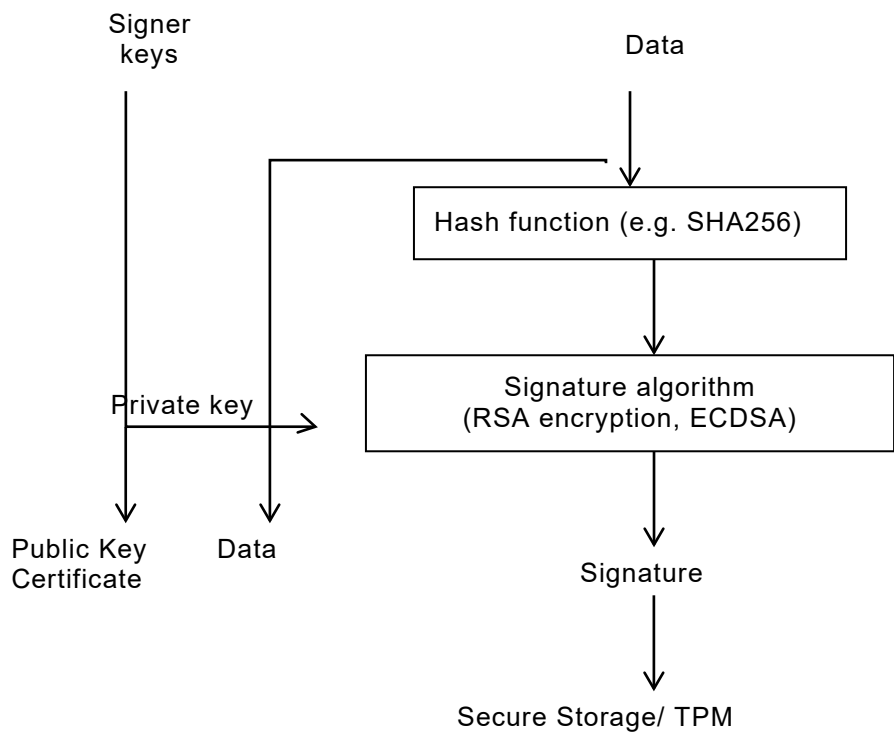 Signer
keys
Data
Hash function (e.g. SHA256)
Signature algorithm
(RSA encryption, ECDSA)
Private key
Public Key
Certificate
Data
Signature
Secure Storage/ TPM